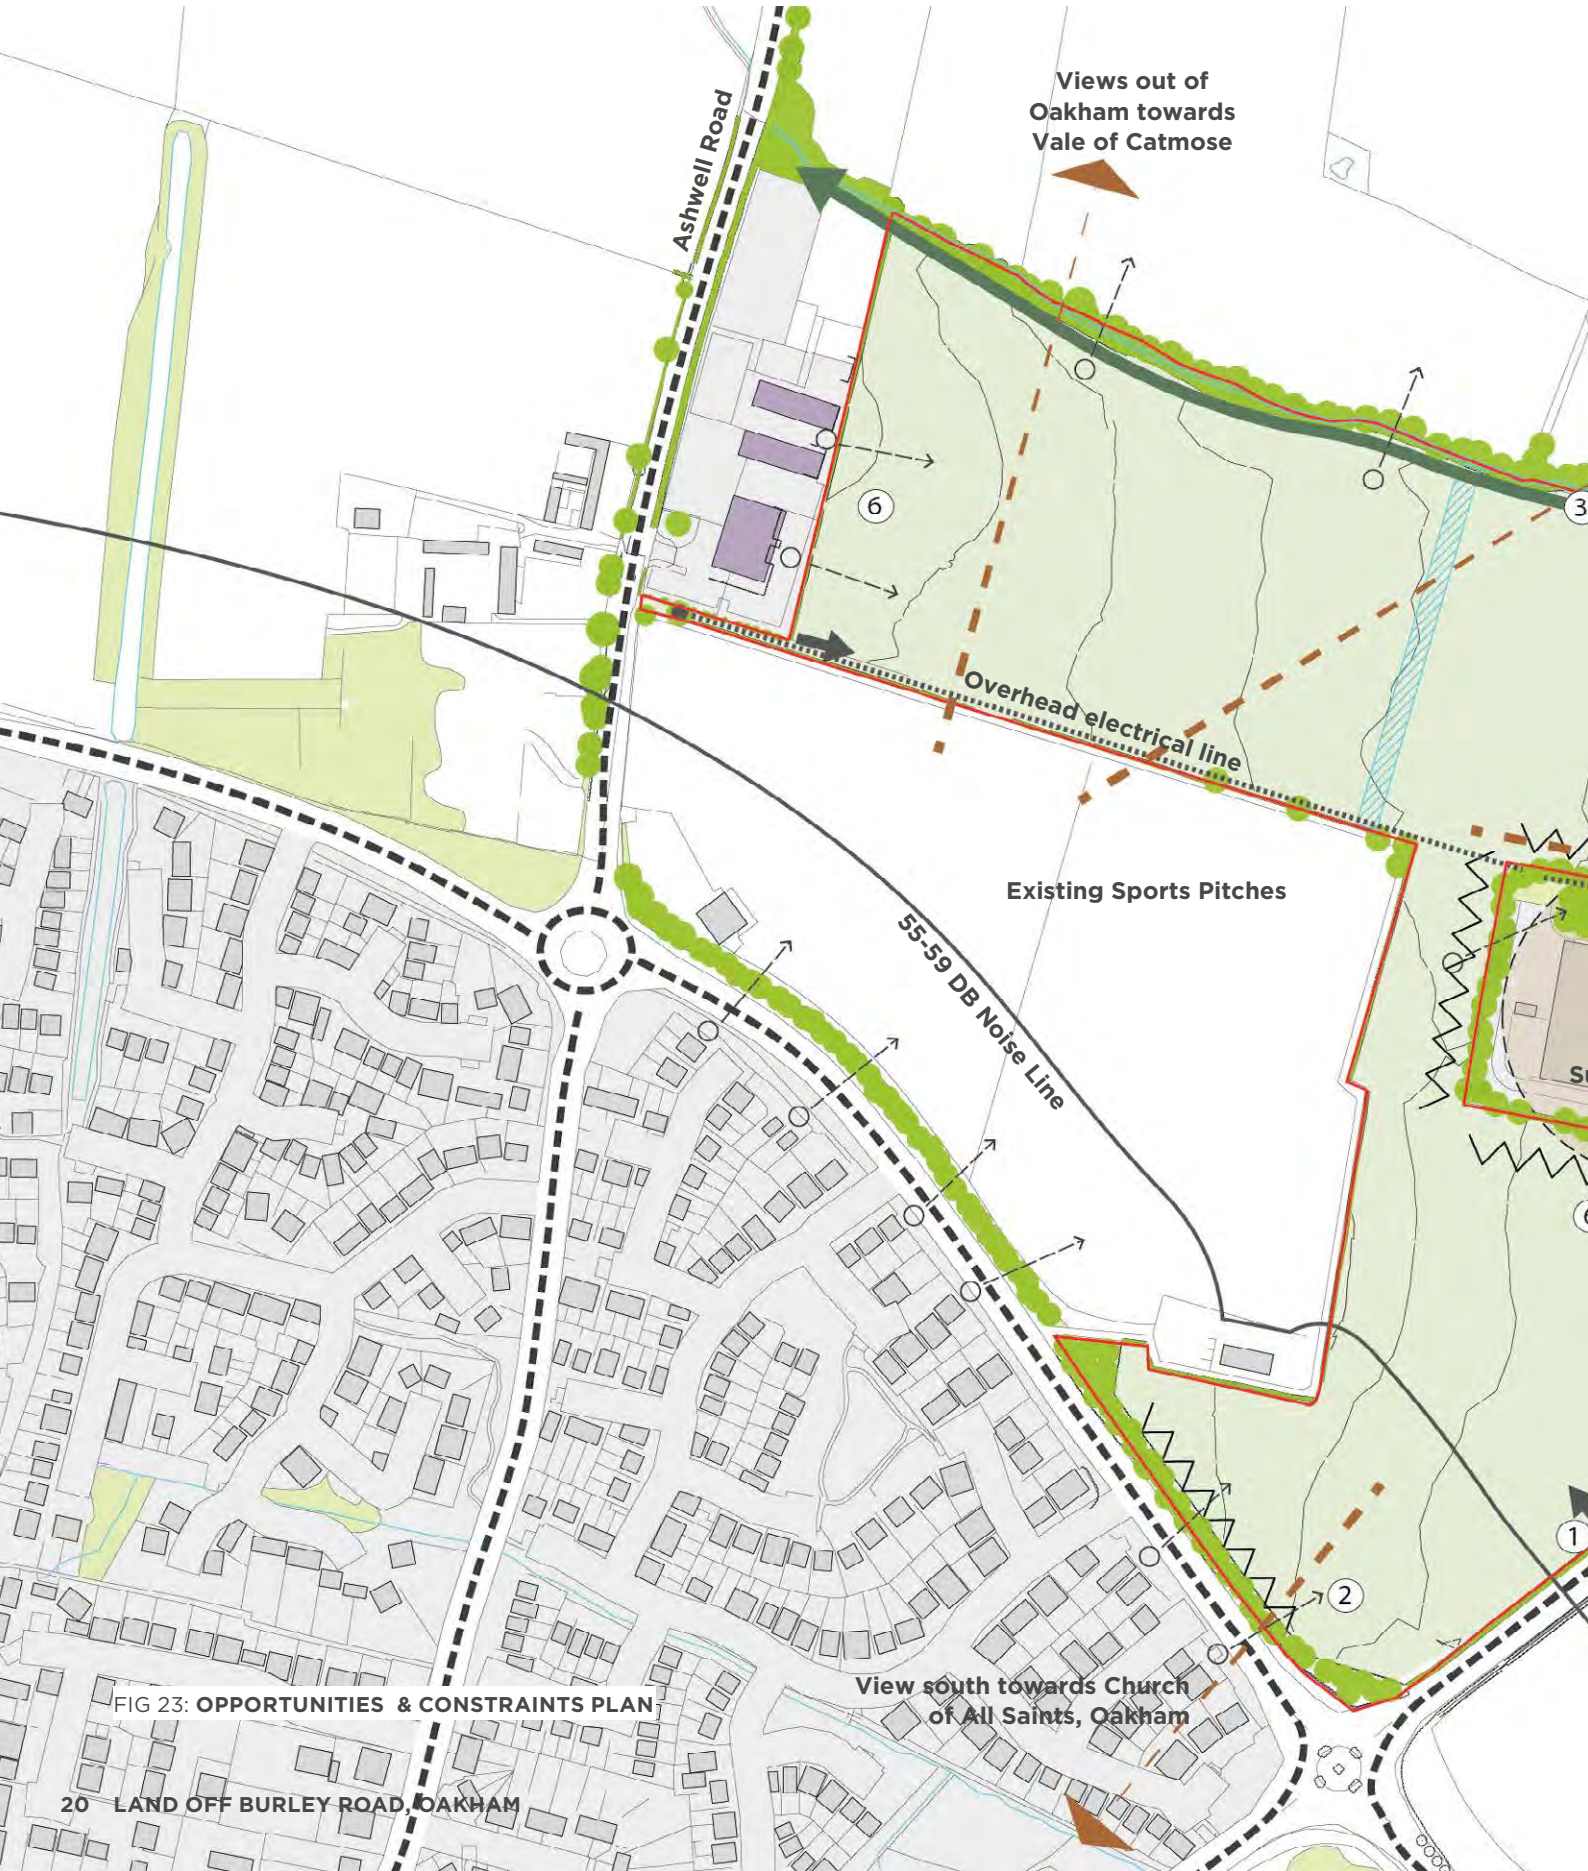 Views out of
Oakham towards
Vale of Catmose
Ashwell Road
3
6
Overhead electrical line
Existing Sports Pitches
55-59 DB Noise Line
1
2
View south towards Church
of All Saints, Oakham
FIG 23: OPPORTUNITIES & CONSTRAINTS PLAN
20 LAND OFF BURLEY ROAD, OAKHAM